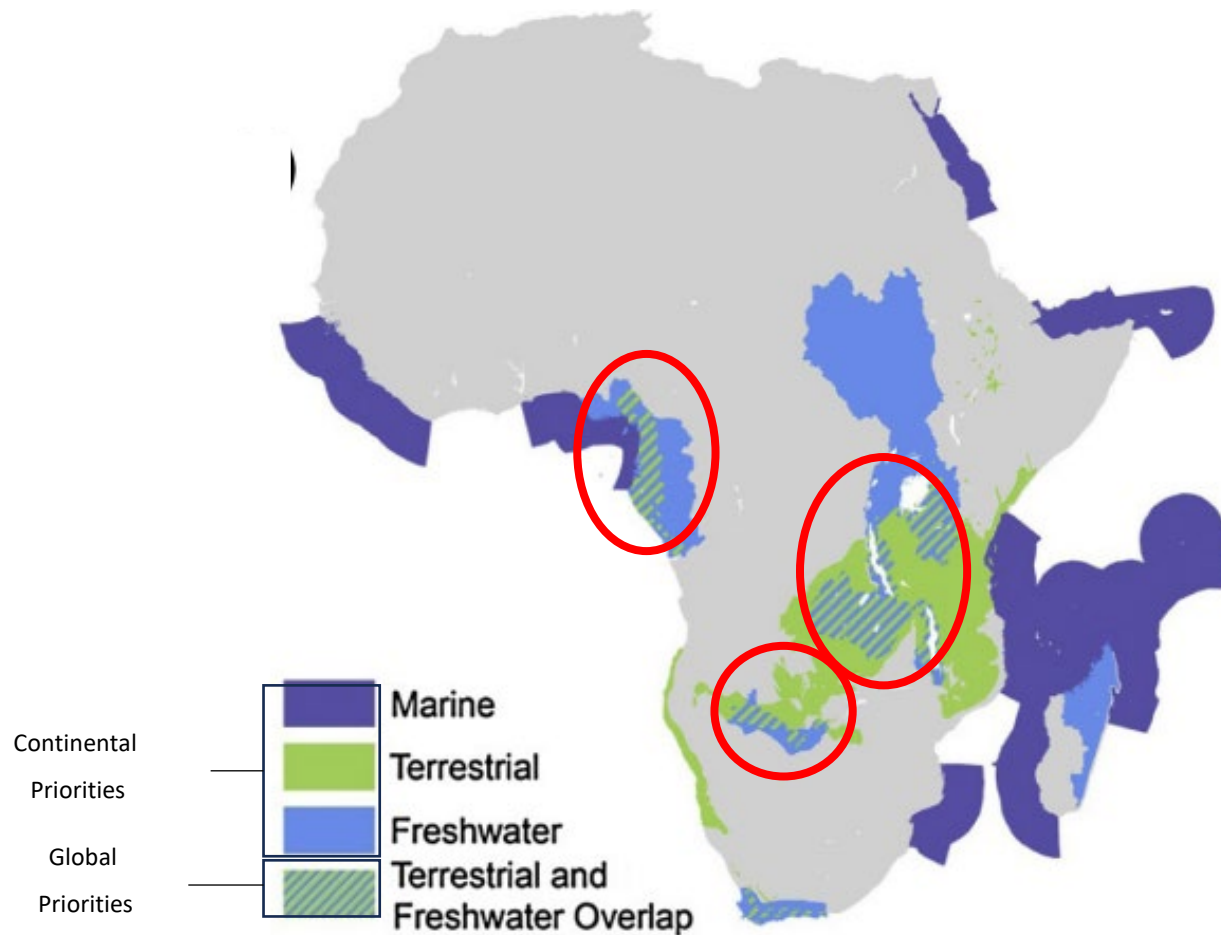 Marine
Continental
Priorities
Terrestrial
Freshwater
Global
Priorities
Terrestrial and
Freshwater Overlap